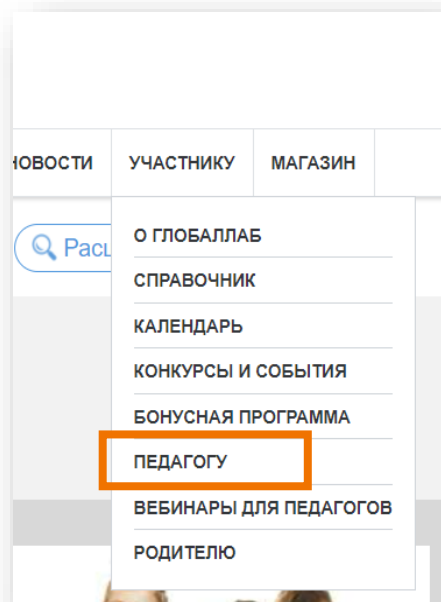 НОВОСТИ УЧАСТНИКУ МАГАЗИН
О ГЛОБАЛЛАБ
СПРАВОЧНИК
КАЛЕНДАРЬ
КОНКУРСЫ И СОБЫТИЯ
БОНУСНАЯ ПРОГРАММА
ПЕДАГОГУ
ВЕБИНАРЫ ДЛЯ ПЕДАГОГОВ
РОДИТЕЛЮ